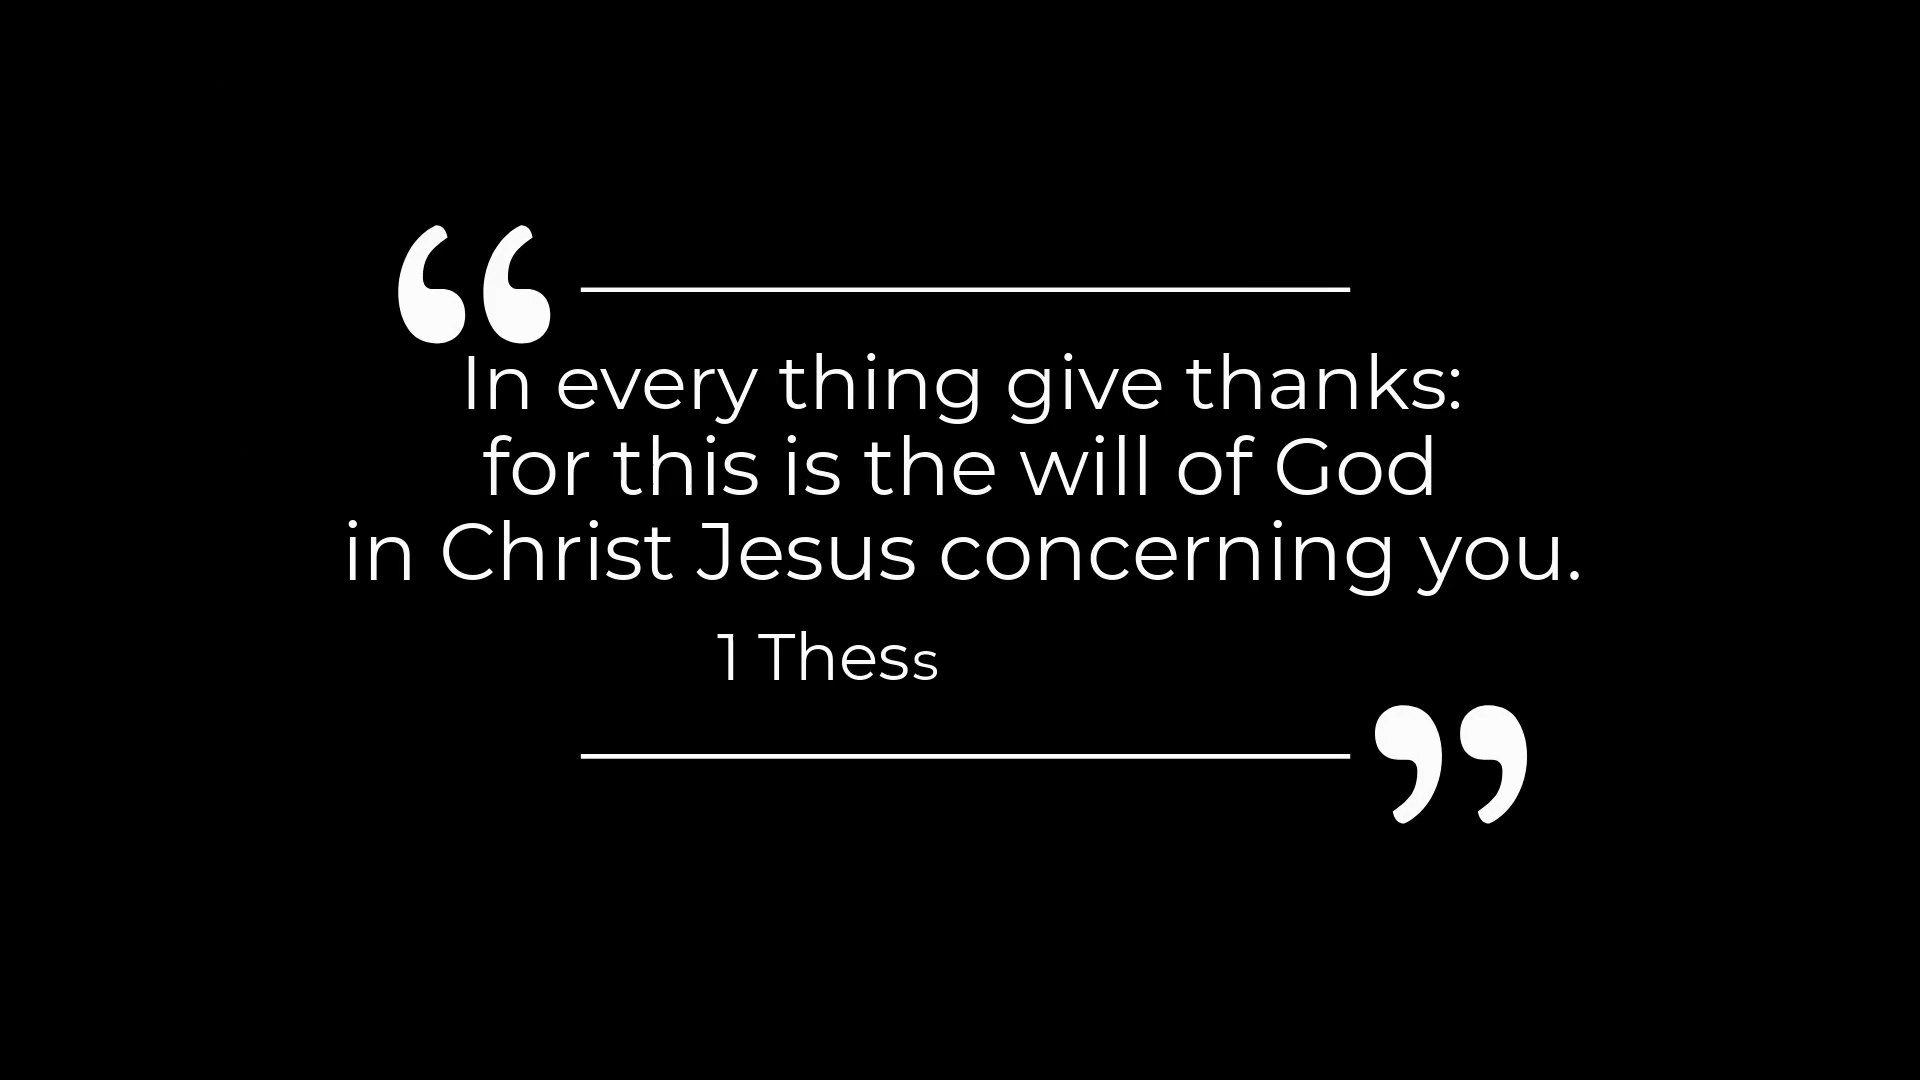 “
In every thing give thanks:
for this is the will of God
in Christ Jesus concerning you.
1 Thess
”